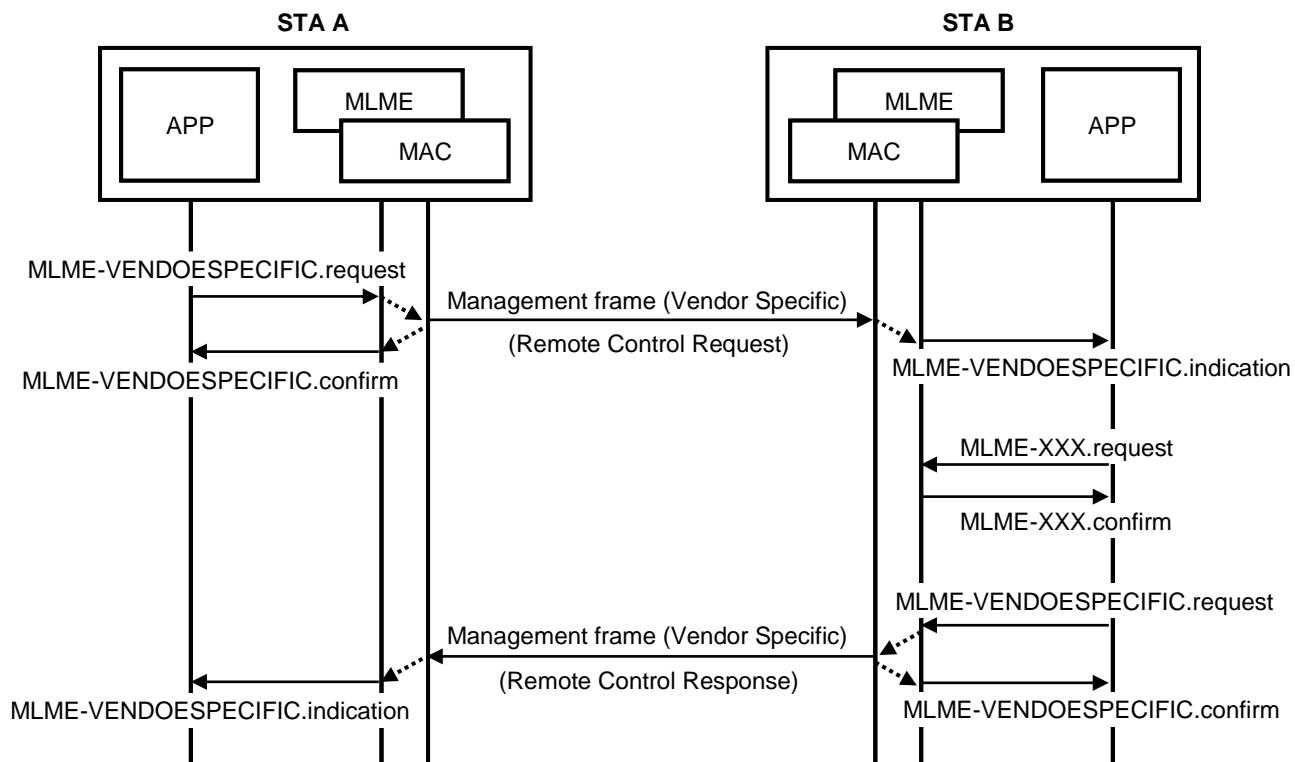 STA A
STA B
APP
MLME
MAC
MLME
MAC
APP
MLME-VENDOESPECIFIC.request
Management frame (Vendor Specific)
(Remote Control Request)
MLME-VENDOESPECIFIC.confirm
MLME-VENDOESPECIFIC.indication
MLME-XXX.request
MLME-XXX.confirm
MLME-VENDOESPECIFIC.request
Management frame (Vendor Specific)
(Remote Control Response)
MLME-VENDOESPECIFIC.indication
MLME-VENDOESPECIFIC.confirm